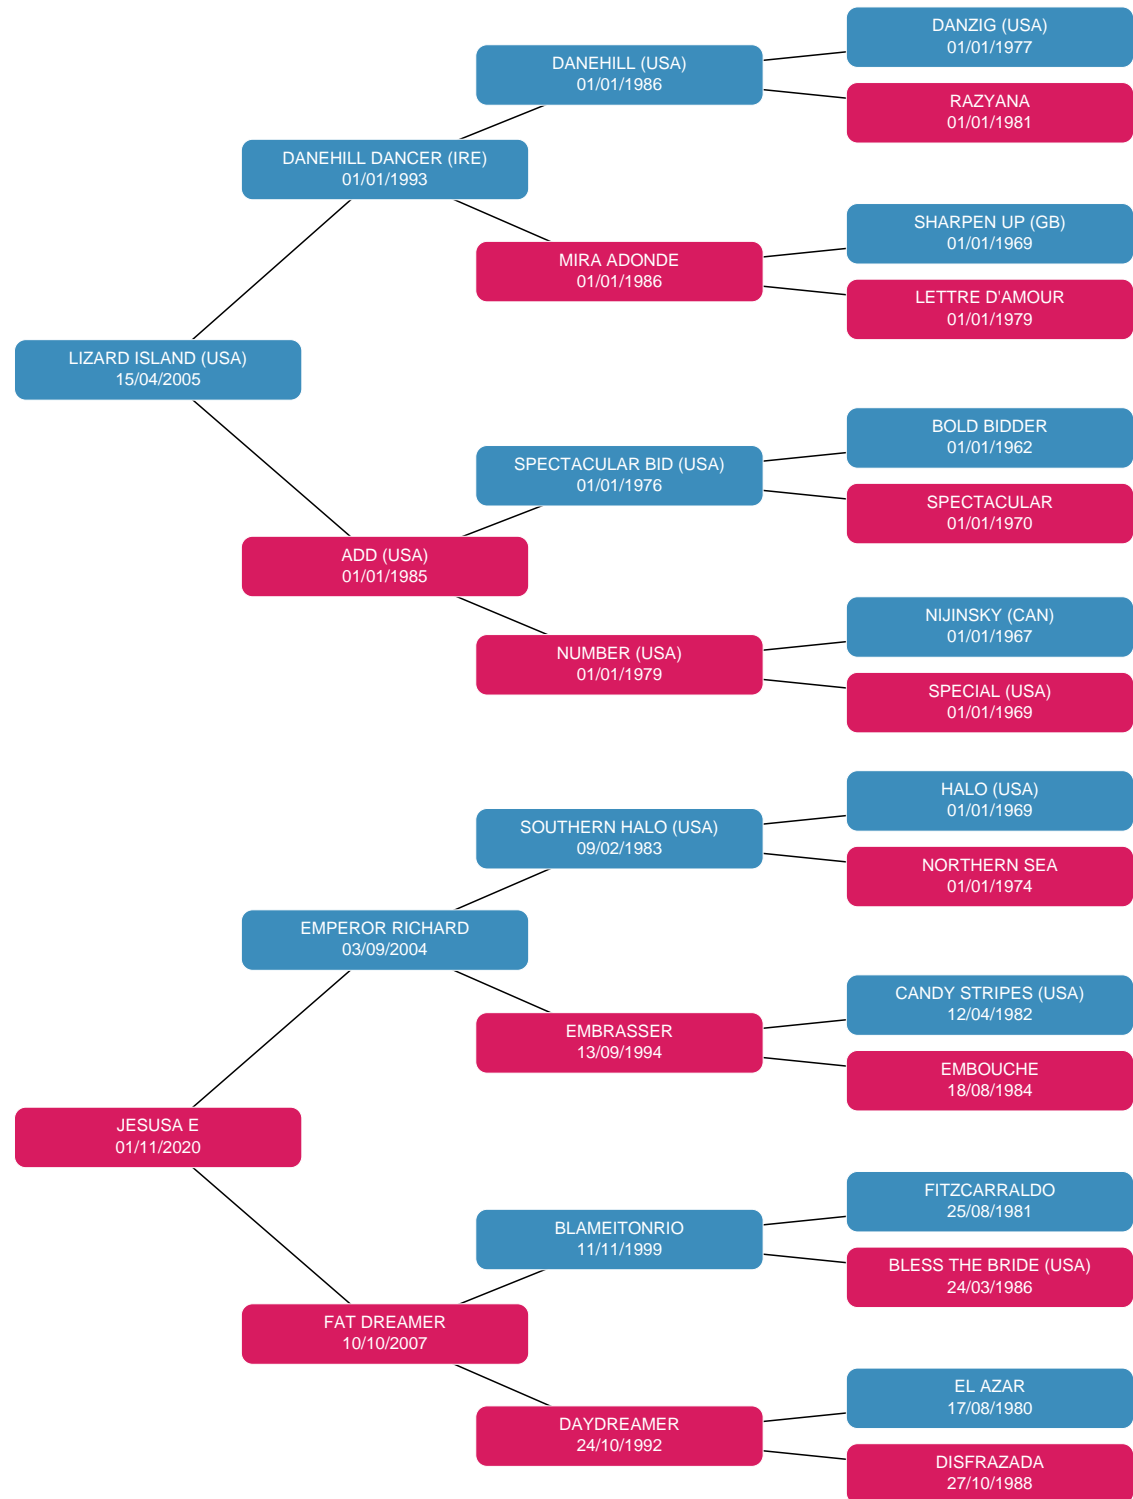 DANZIG (USA)
01/01/1977
DANEHILL (USA)
01/01/1986
RAZYANA
01/01/1981
DANEHILL DANCER (IRE)
01/01/1993
SHARPEN UP (GB)
01/01/1969
MIRA ADONDE
01/01/1986
LETTRE D'AMOUR
01/01/1979
LIZARD ISLAND (USA)
15/04/2005
BOLD BIDDER
01/01/1962
SPECTACULAR BID (USA)
01/01/1976
SPECTACULAR
01/01/1970
ADD (USA)
01/01/1985
NIJINSKY (CAN)
01/01/1967
NUMBER (USA)
01/01/1979
SPECIAL (USA)
01/01/1969
HALO (USA)
01/01/1969
SOUTHERN HALO (USA)
09/02/1983
NORTHERN SEA
01/01/1974
EMPEROR RICHARD
03/09/2004
CANDY STRIPES (USA)
12/04/1982
EMBRASSER
13/09/1994
EMBOUCHE
18/08/1984
JESUSA E
01/11/2020
FITZCARRALDO
25/08/1981
BLAMEITONRIO
11/11/1999
BLESS THE BRIDE (USA)
24/03/1986
FAT DREAMER
10/10/2007
EL AZAR
17/08/1980
DAYDREAMER
24/10/1992
DISFRAZADA
27/10/1988